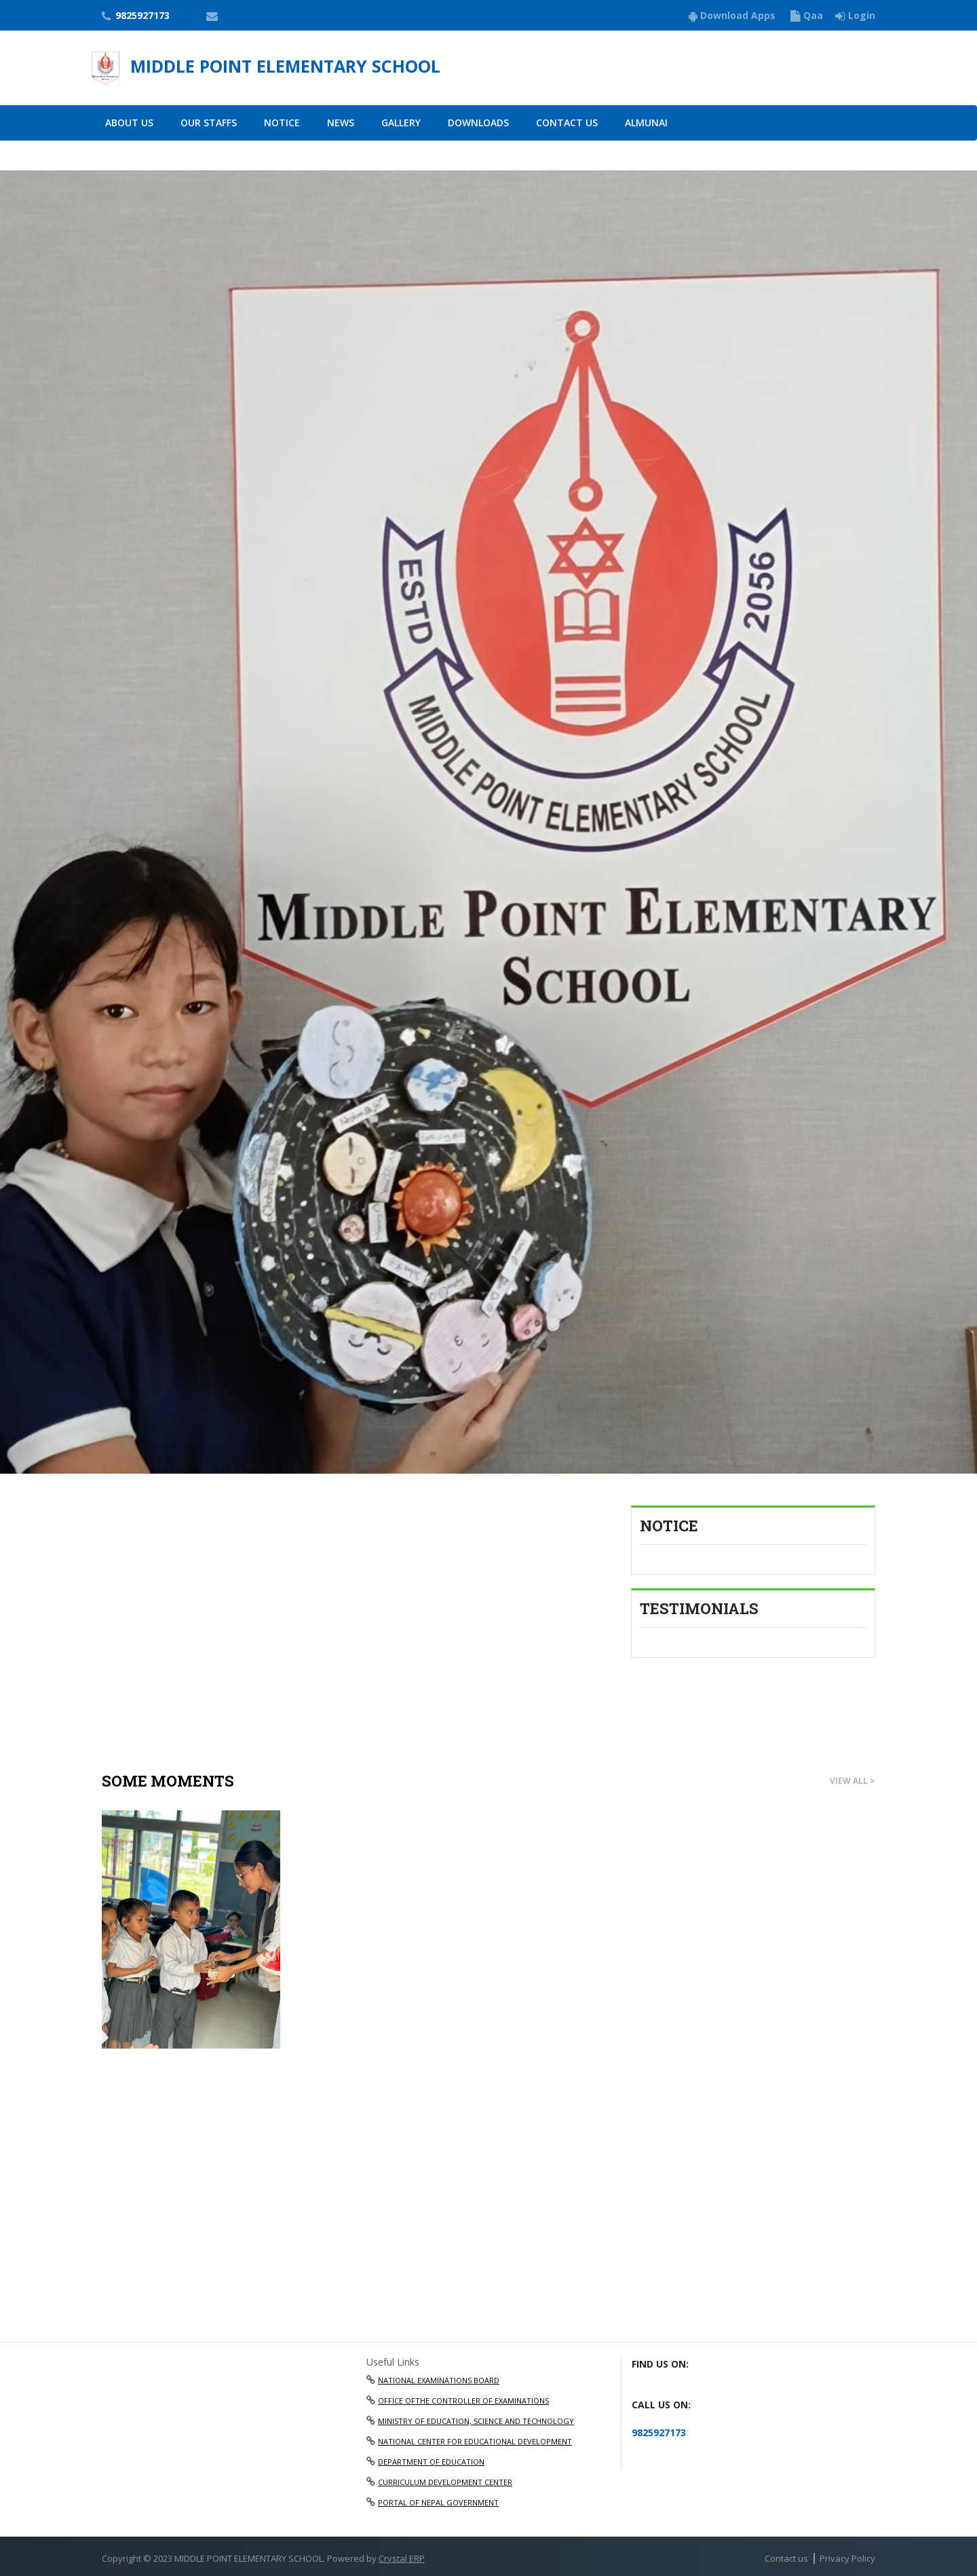 9825927173
Download Apps
Qaa
Login
MIDDLE POINT ELEMENTARY SCHOOL
ABOUT US
OUR STAFFS
NOTICE
NEWS
GALLERY
DOWNLOADS
CONTACT US
ALMUNAI
ESTD 2056
MIDDLE POINT ELEMENTARY SCHOOL
MIDDLE POINT ELEMENTARY
SCHOOL
NOTICE
TESTIMONIALS
SOME MOMENTS
VIEW ALL >
Useful Links
NATIONAL EXAMINATIONS BOARD
OFFICE OFTHE CONTROLLER OF EXAMINATIONS
MINISTRY OF EDUCATION, SCIENCE AND TECHNOLOGY
NATIONAL CENTER FOR EDUCATIONAL DEVELOPMENT
DEPARTMENT OF EDUCATION
CURRICULUM DEVELOPMENT CENTER
PORTAL OF NEPAL GOVERNMENT
FIND US ON:
CALL US ON:
9825927173
Copyright © 2023 MIDDLE POINT ELEMENTARY SCHOOL. Powered by Crystal ERP
Contact us | Privacy Policy